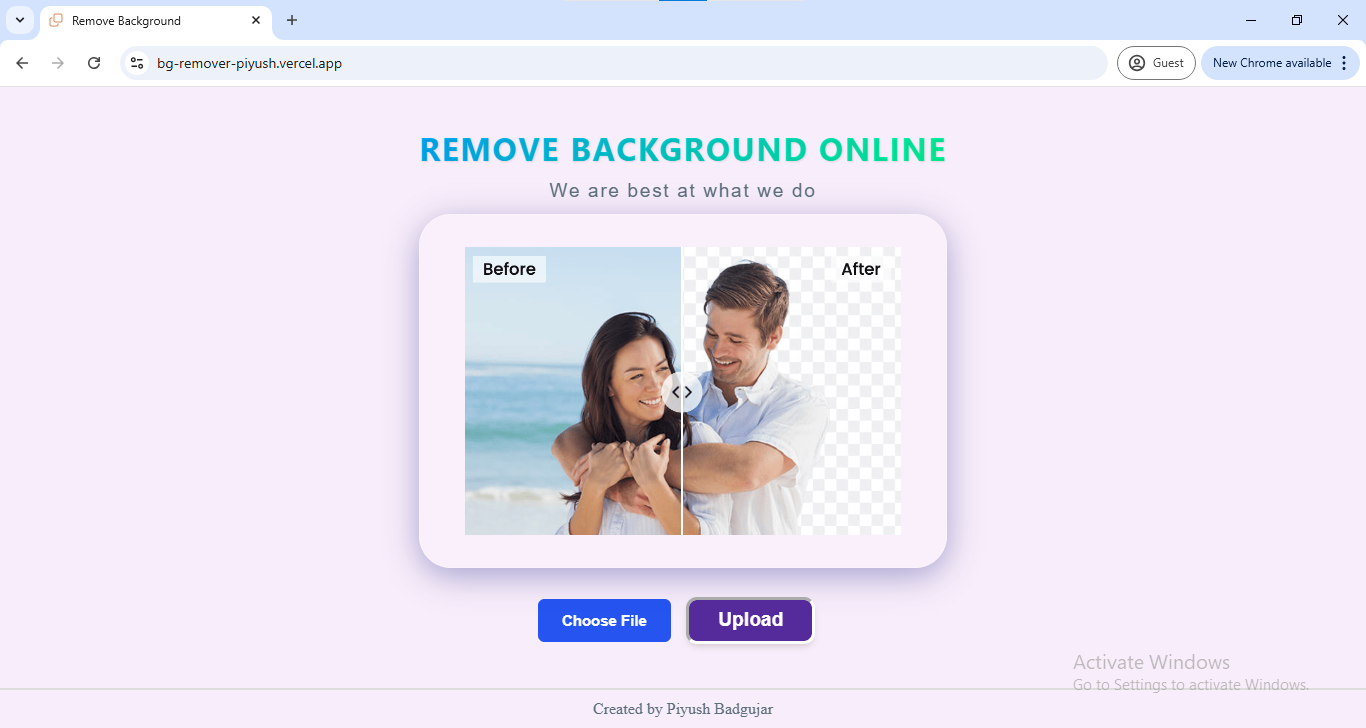 Remove Background
bg-remover-piyush.vercel.app
Guest
New Chrome available
REMOVE BACKGROUND ONLINE
We are best at what we do
Before
After
Choose File
Upload
Activate Windows
Go to Settings to activate Windows.
Created by Piyush Badgujar